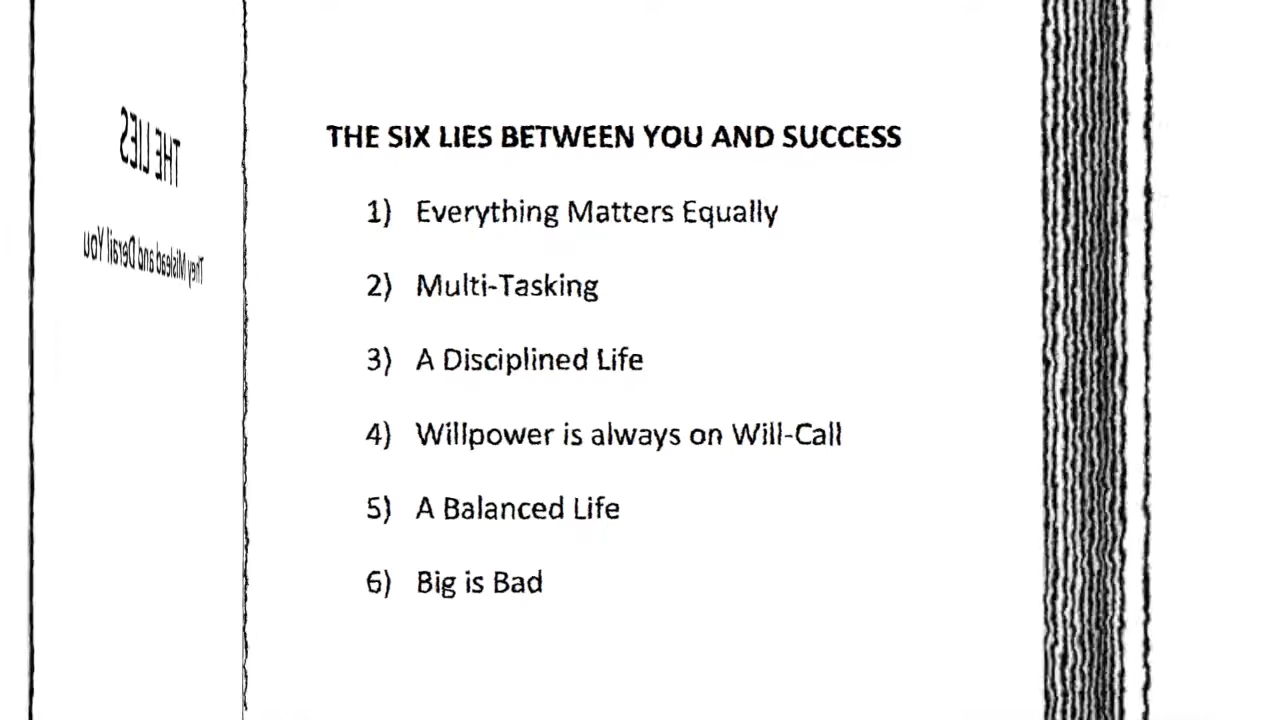 THE LIES
They Mislead and Derail You
THE SIX LIES BETWEEN YOU AND SUCCESS
1) Everything Matters Equally
2) Multi-Tasking
3) A Disciplined Life
4) Willpower is always on Will-Call
5) A Balanced Life
6) Big is Bad